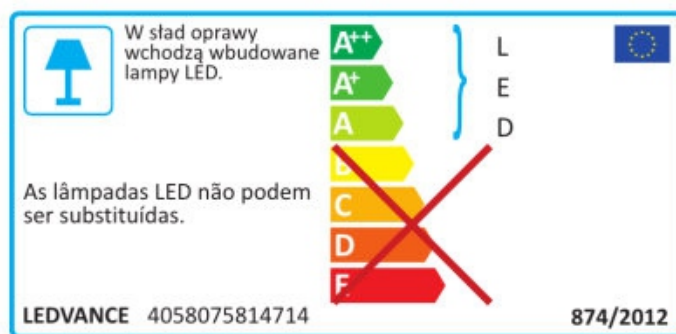 W sład oprawy
wchodzą wbudowane
lampy LED.
A++
A+
A
B
C
D
E
L
E
D
As lâmpadas LED não podem
ser substituídas.
LEDVANCE 4058075814714
874/2012